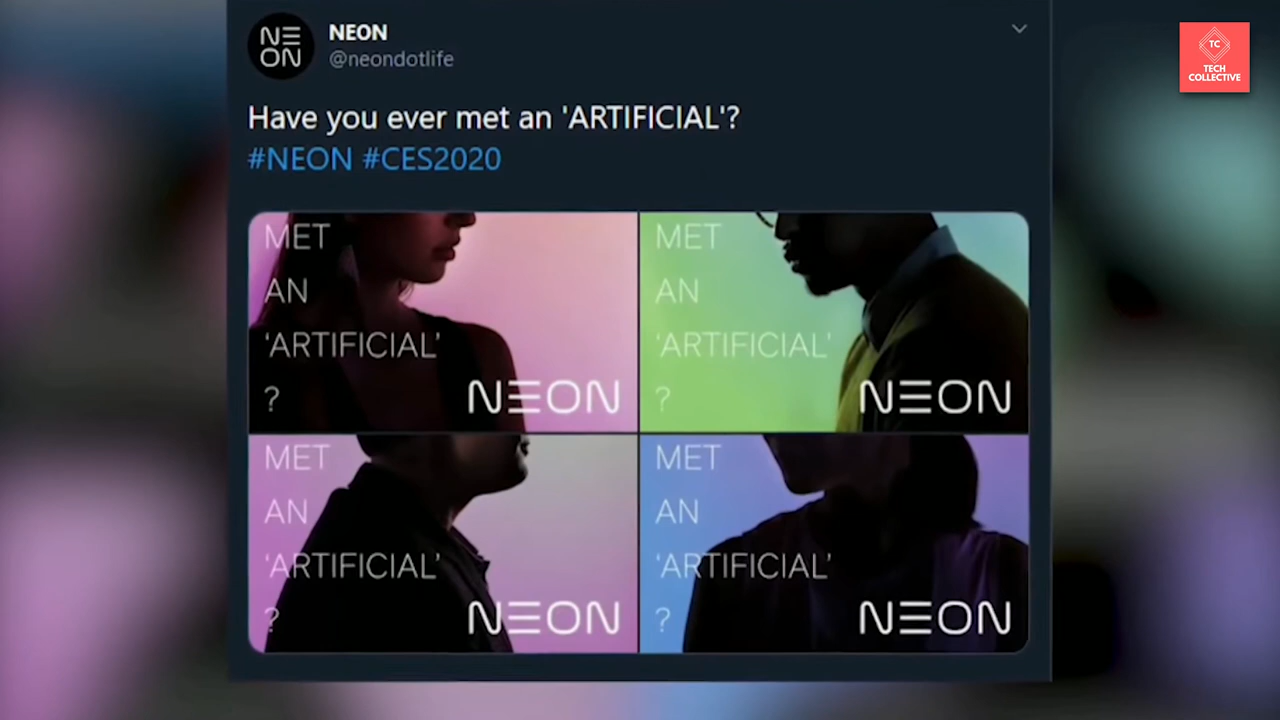 NEON
NEON
@neondotlife
TC
TECH
COLLECTIVE
Have you ever met an 'ARTIFICIAL'?
#NEON #CES2020
MET
AN
'ARTIFICIAL'
?
NEON
MET
AN
'ARTIFICIAL'
?
NEON
MET
AN
'ARTIFICIAL'
?
NEON
MET
AN
'ARTIFICIAL'
?
NEON